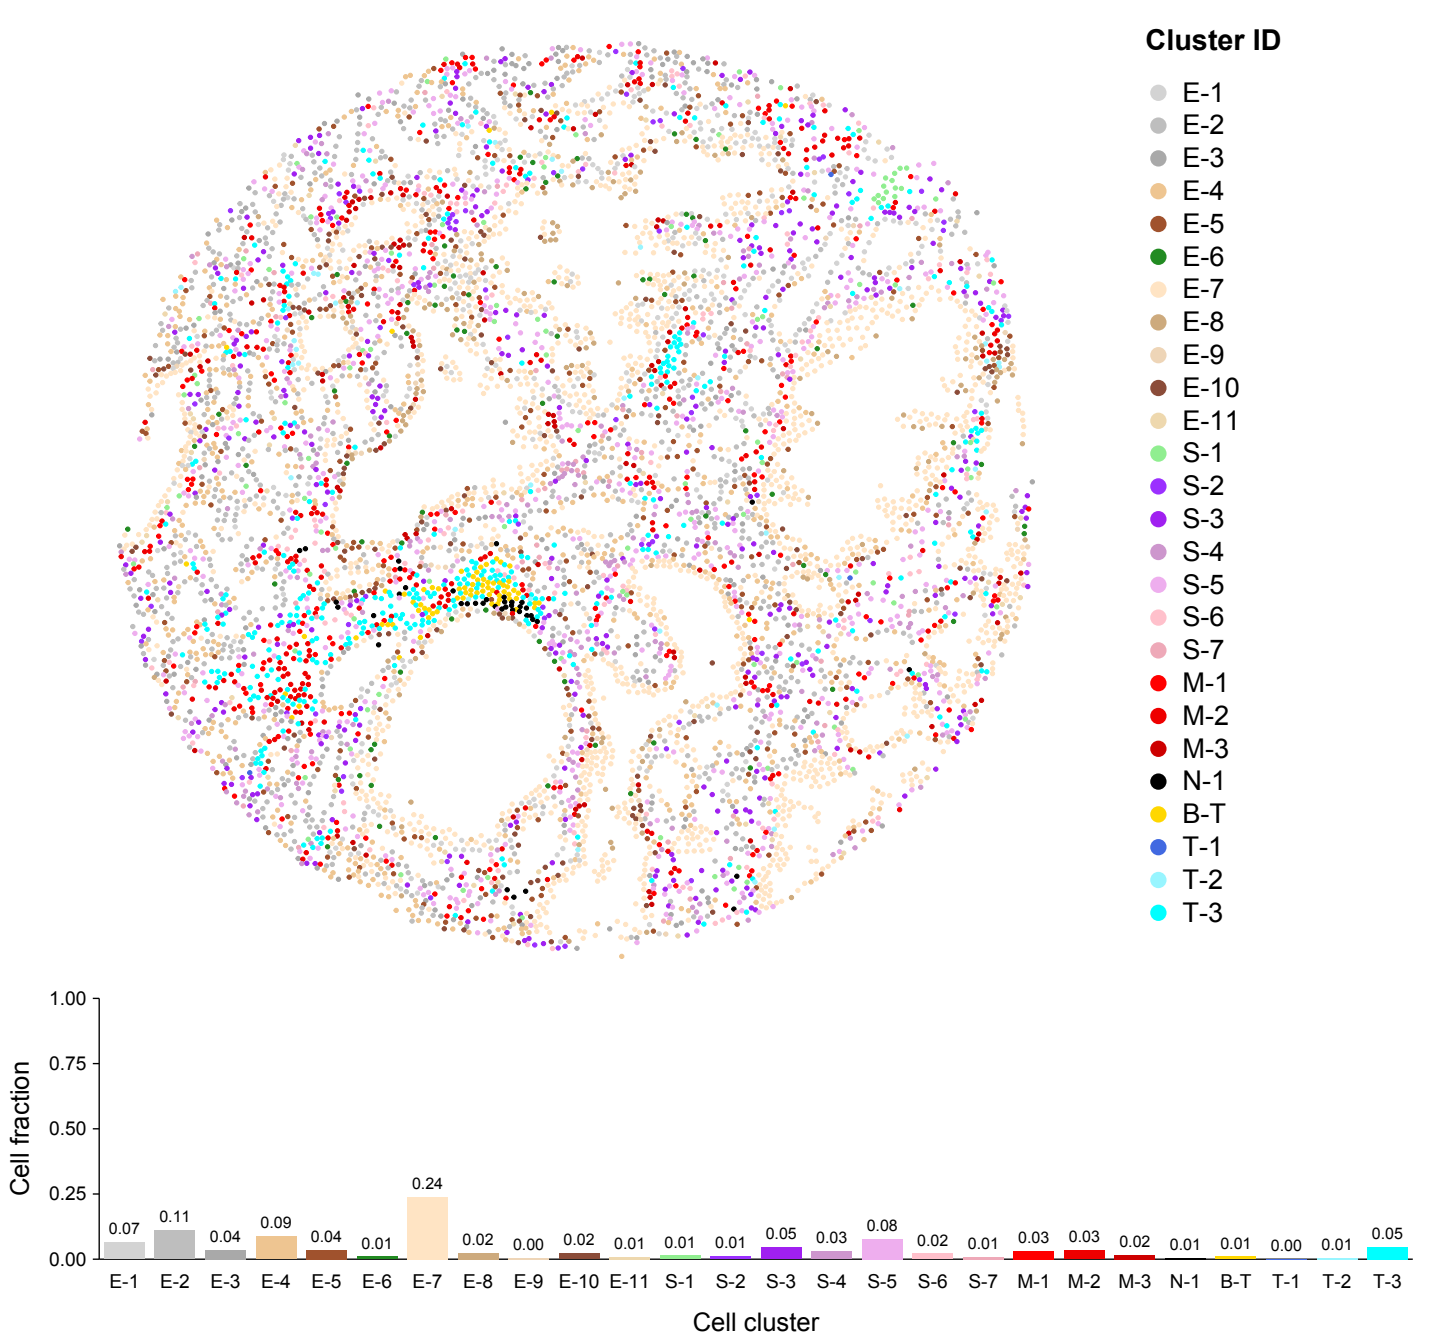 Cluster ID
E-1
E-2
E-3
E-4
E-5
E-6
E-7
E-8
E-9
E-10
E-11
S-1
S-2
S-3
S-4
S-5
S-6
S-7
M-1
M-2
M-3
N-1
B-T
T-1
T-2
T-3
Cell fraction
1.00
0.75
0.50
0.25
0.00
0.07 0.11 0.04 0.09 0.04 0.01 0.24 0.02 0.00 0.02 0.01 0.01 0.01 0.05 0.03 0.08 0.02 0.01 0.03 0.03 0.02 0.01 0.01 0.00 0.01 0.05
E-1 E-2 E-3 E-4 E-5 E-6 E-7 E-8 E-9 E-10 E-11 S-1 S-2 S-3 S-4 S-5 S-6 S-7 M-1 M-2 M-3 N-1 B-T T-1 T-2 T-3
Cell cluster